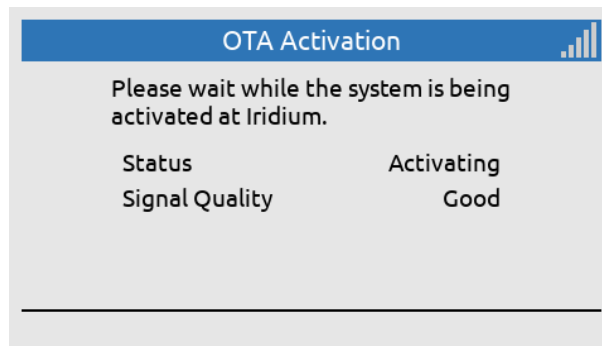 OTA Activation
Please wait while the system is being
activated at Iridium.
Status Activating
Signal Quality Good